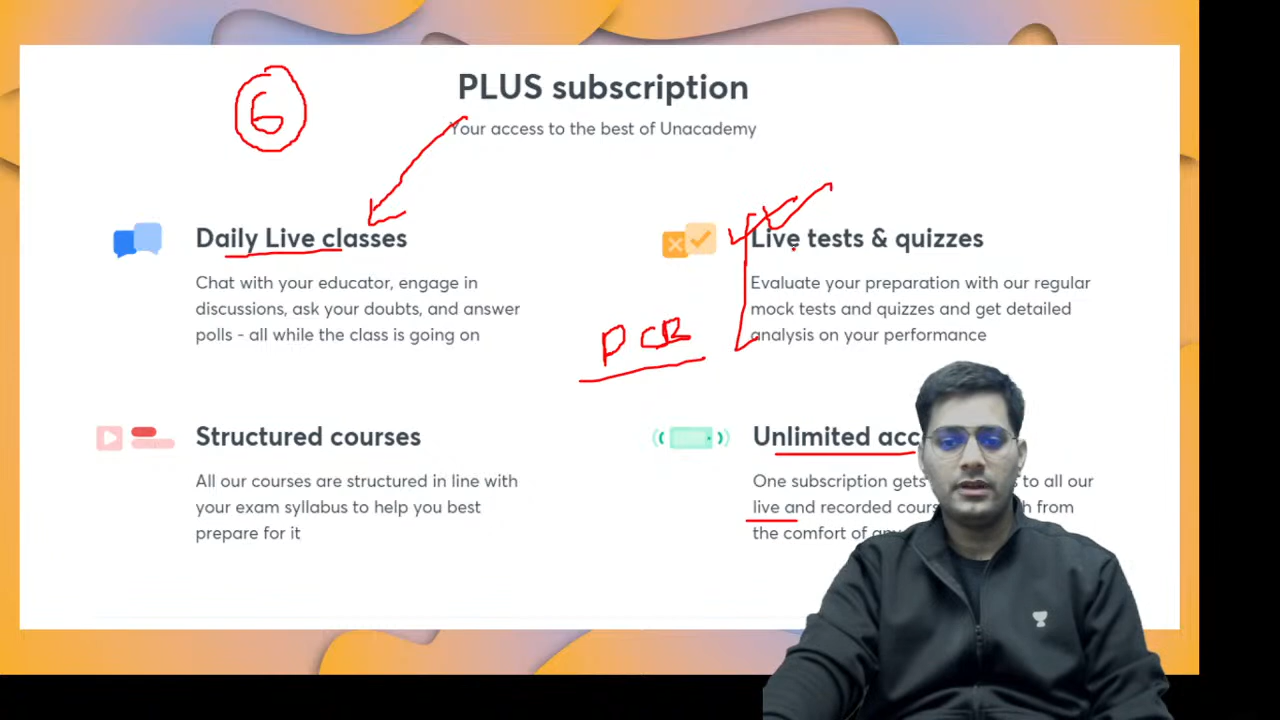 6
PLUS subscription
Your access to the best of Unacademy
Daily Live classes
Chat with your educator, engage in
discussions, ask your doubts, and answer
polls - all while the class is going on
Live tests & quizzes
Evaluate your preparation with our regular
mock tests and quizzes and get detailed
analysis on your performance
Structured courses
All our courses are structured in line with
your exam syllabus to help you best
prepare for it
Unlimited
One subscription gets to all our
live and recorded from
the comfort of